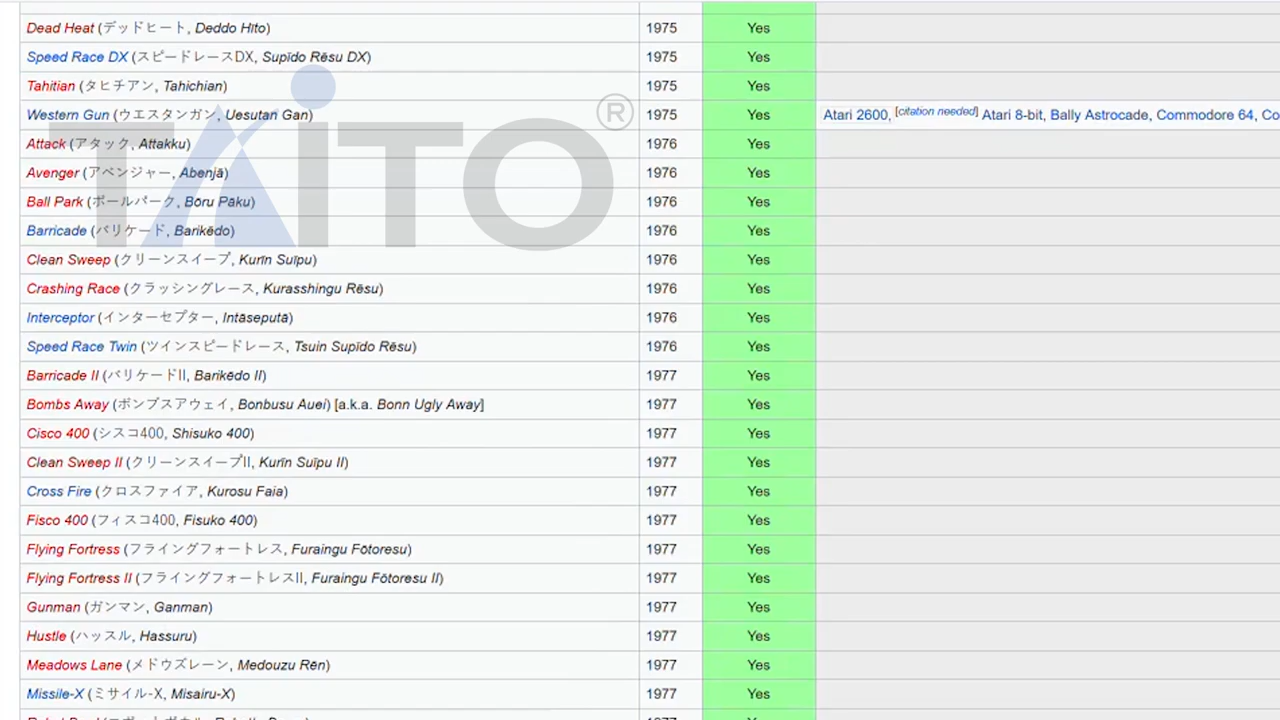 Dead Heat (デッドヒート, Deddo Hīto) 1975 Yes
Speed Race DX (スピードレースDX, Supīdo Rēsu DX) 1975 Yes
Tahitian (タヒチアン, Tahichian) 1975 Yes
Western Gun (ウエスタンガン, Uesutan Gan) 1975 Yes Atari 2600, [citation needed] Atari 8-bit, Bally Astrocade, Commodore 64, Co
TAITO ®
Attack (アタック, Attakku) 1976 Yes
Avenger (アベンジャー, Abenjā) 1976 Yes
Ball Park (ボールパーク, Bōru Pāku) 1976 Yes
Barricade (バリケード, Barikēdo) 1976 Yes
Clean Sweep (クリーンスイープ, Kurīn Suīpu) 1976 Yes
Crashing Race (クラッシングレース, Kurasshingu Rēsu) 1976 Yes
Interceptor (インターセプター, Intāseputā) 1976 Yes
Speed Race Twin (ツインスピードレース, Tsuin Supīdo Rēsu) 1976 Yes
Barricade II (バリケードII, Barikēdo II) 1977 Yes
Bombs Away (ボンブスアウェイ, Bonbusu Auei) [a.k.a. Bonn Ugly Away] 1977 Yes
Cisco 400 (シスコ400, Shisuko 400) 1977 Yes
Clean Sweep II (クリーンスイープII, Kurīn Suīpu II) 1977 Yes
Cross Fire (クロスファイア, Kurosu Faia) 1977 Yes
Fisco 400 (フィスコ400, Fisuko 400) 1977 Yes
Flying Fortress (フライングフォートレス, Furaingu Fōtoresu) 1977 Yes
Flying Fortress II (フライングフォートレスII, Furaingu Fōtoresu II) 1977 Yes
Gunman (ガンマン, Ganman) 1977 Yes
Hustle (ハッスル, Hassuru) 1977 Yes
Meadows Lane (メドウズレーン, Medouzu Rēn) 1977 Yes
Missile-X (ミサイル-X, Misairu-X) 1977 Yes